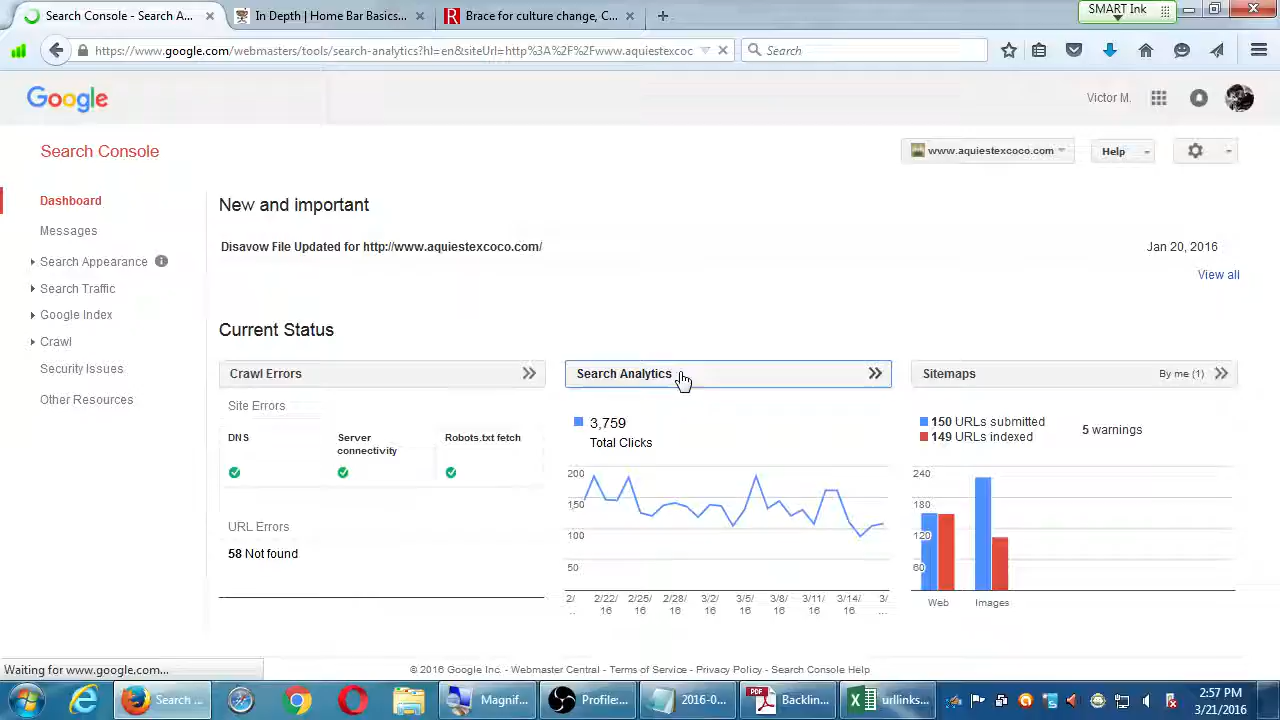 Search Console - Search A...
In Depth | Home Bar Basics...
Brace for culture change, C...
SMART Ink
https://www.google.com/webmasters/tools/search-analytics?hl=en&siteUrl=http%3A%2F%2Fwww.aquiestexcoc
Search
Google
Victor M.
Search Console
www.aquiestexcoco.com
Help
Dashboard
Messages
Search Appearance
Search Traffic
Google Index
Crawl
Security Issues
Other Resources
New and important
Disavow File Updated for http://www.aquiestexcoco.com/
Jan 20, 2016
View all
Current Status
Crawl Errors
Site Errors
DNS
Server
connectivity
Robots.txt fetch
URL Errors
58 Not found
Search Analytics
3,759
Total Clicks
200
150
100
50
2/ 2/22/ 2/25/ 2/28/ 3/2/ 3/5/ 3/8/ 3/11/ 3/14/ 3/
... 16 16 16 16 16 16 16 16 ...
Sitemaps
By me (1)
150 URLs submitted
149 URLs indexed
5 warnings
240
180
120
60
Web
Images
© 2016 Google Inc. - Webmaster Central - Terms of Service - Privacy Policy - Search Console Help
Waiting for www.google.com...
Search ...
Magnif...
Profile:...
2016-0...
PDF
Backlin...
urllinks...
2:57 PM
3/21/2016